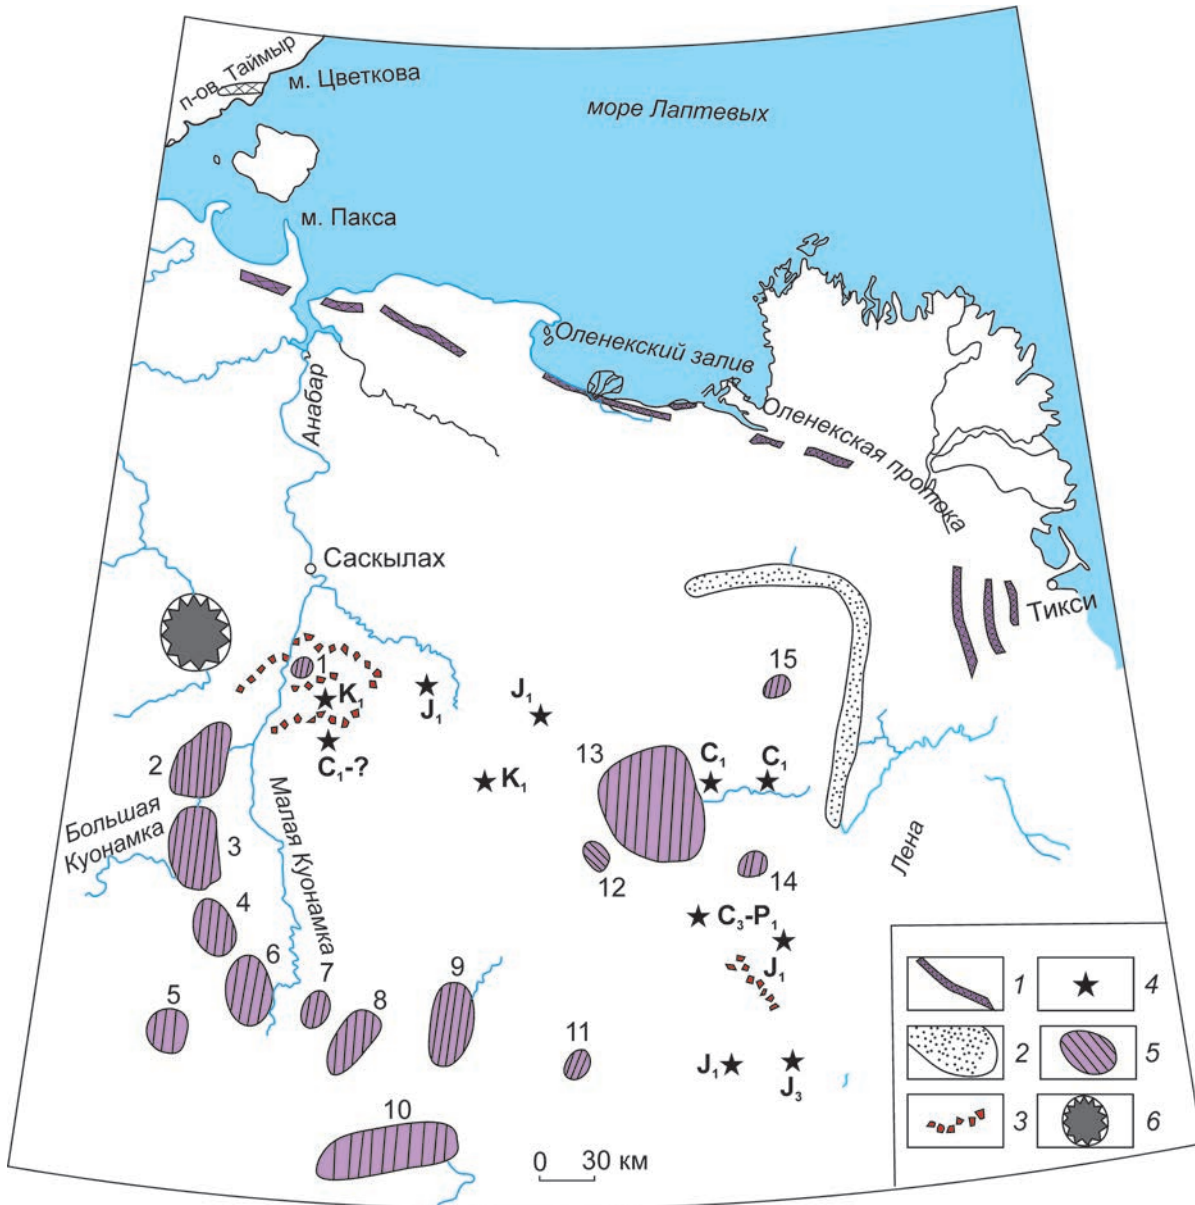 п-ов Таймыр
м. Цветкова
море Лаптевых
м. Пакса
Оленекский залив
Анабар
Оленекская протока
Саскылах
Тикси
1
15
K₁
J₁
J₁
2
C₁-?
13
C₁
C₁
K₁
Большая
Куонамка
3
Малая Куонамка
Лена
12
14
4
C₃-P₁
J₁
6
7
9
5
8
11
J₁
J₃
10
0 30 км
1
4
2
5
3
6